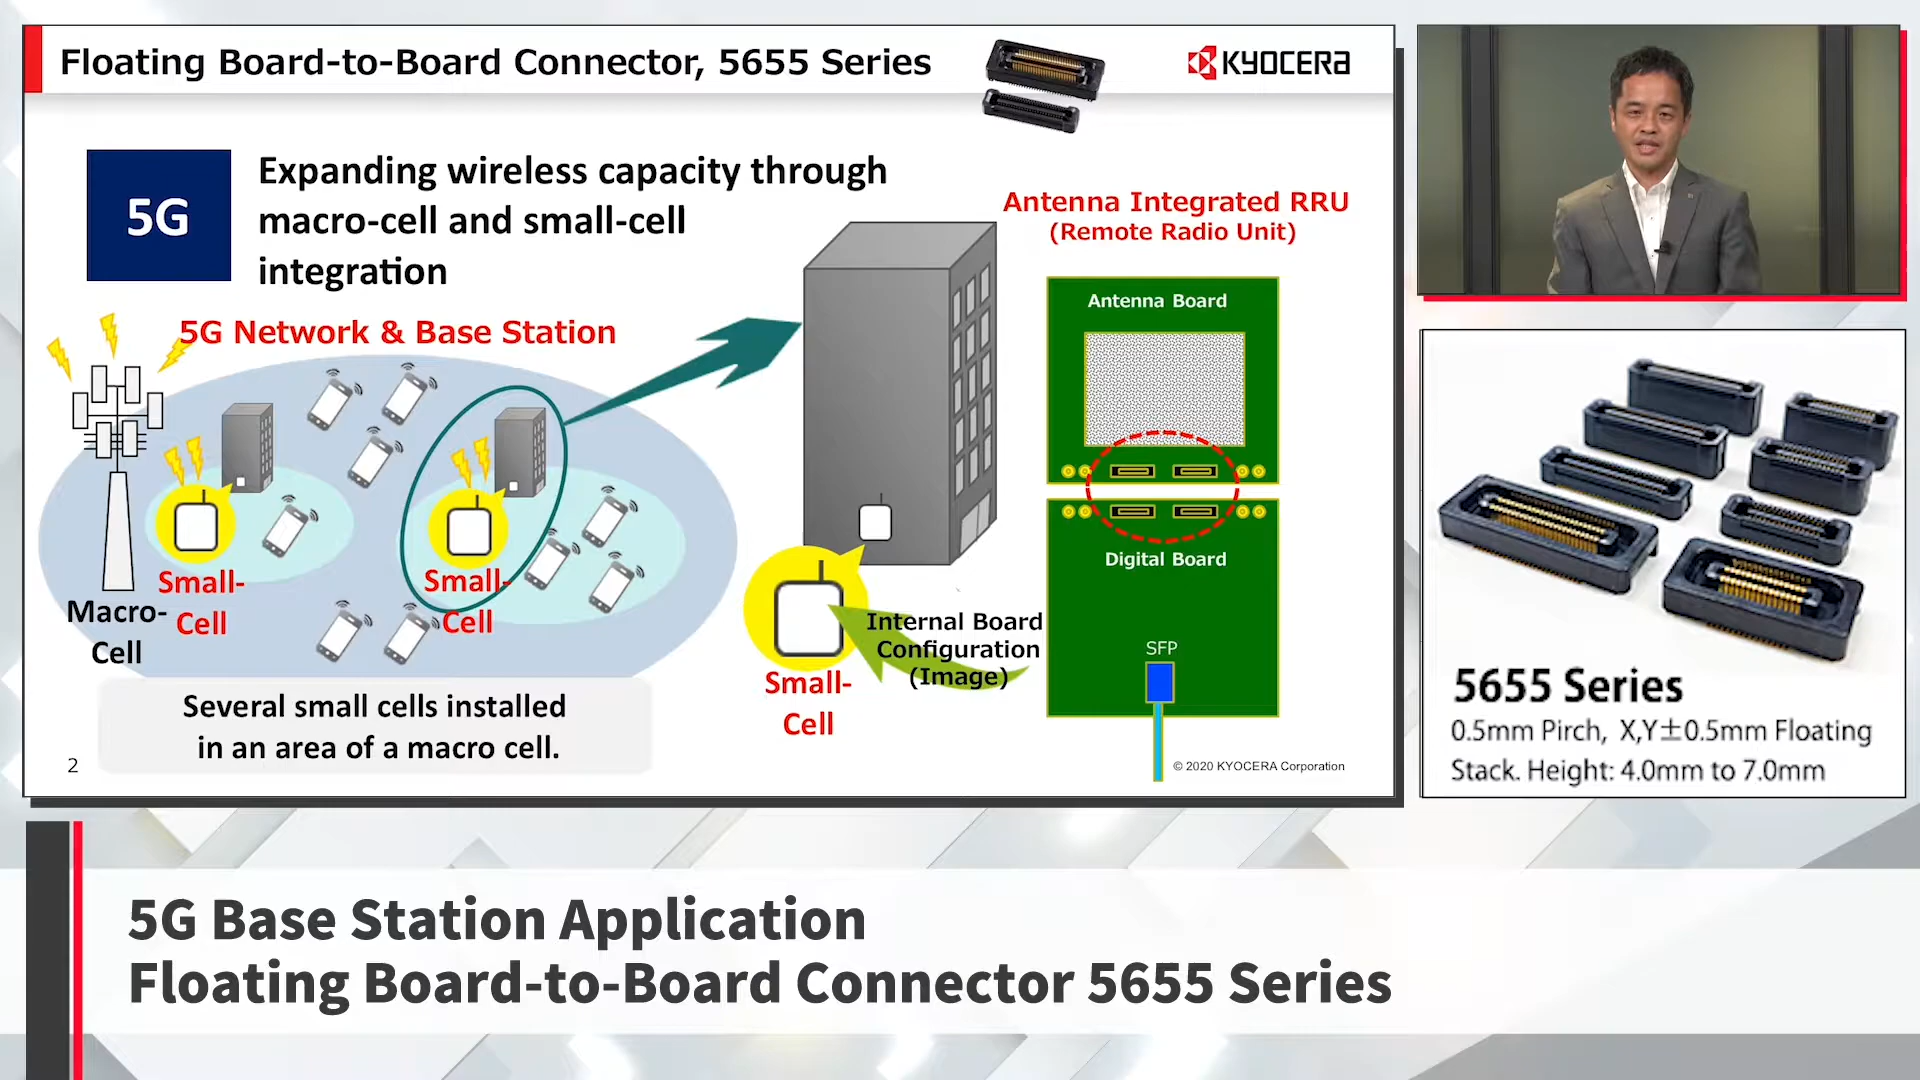 Floating Board-to-Board Connector, 5655 Series
KYOCERA
5G
Expanding wireless capacity through
macro-cell and small-cell
integration
Antenna Integrated RRU
(Remote Radio Unit)
5G Network & Base Station
Antenna Board
Digital Board
SFP
Small-
Cell
Small-
Cell
Macro-
Cell
Internal Board
Configuration
(Image)
Small-
Cell
Several small cells installed
in an area of a macro cell.
2
© 2020 KYOCERA Corporation
5655 Series
0.5mm Pirch, X,Y±0.5mm Floating
Stack. Height: 4.0mm to 7.0mm
5G Base Station Application
Floating Board-to-Board Connector 5655 Series